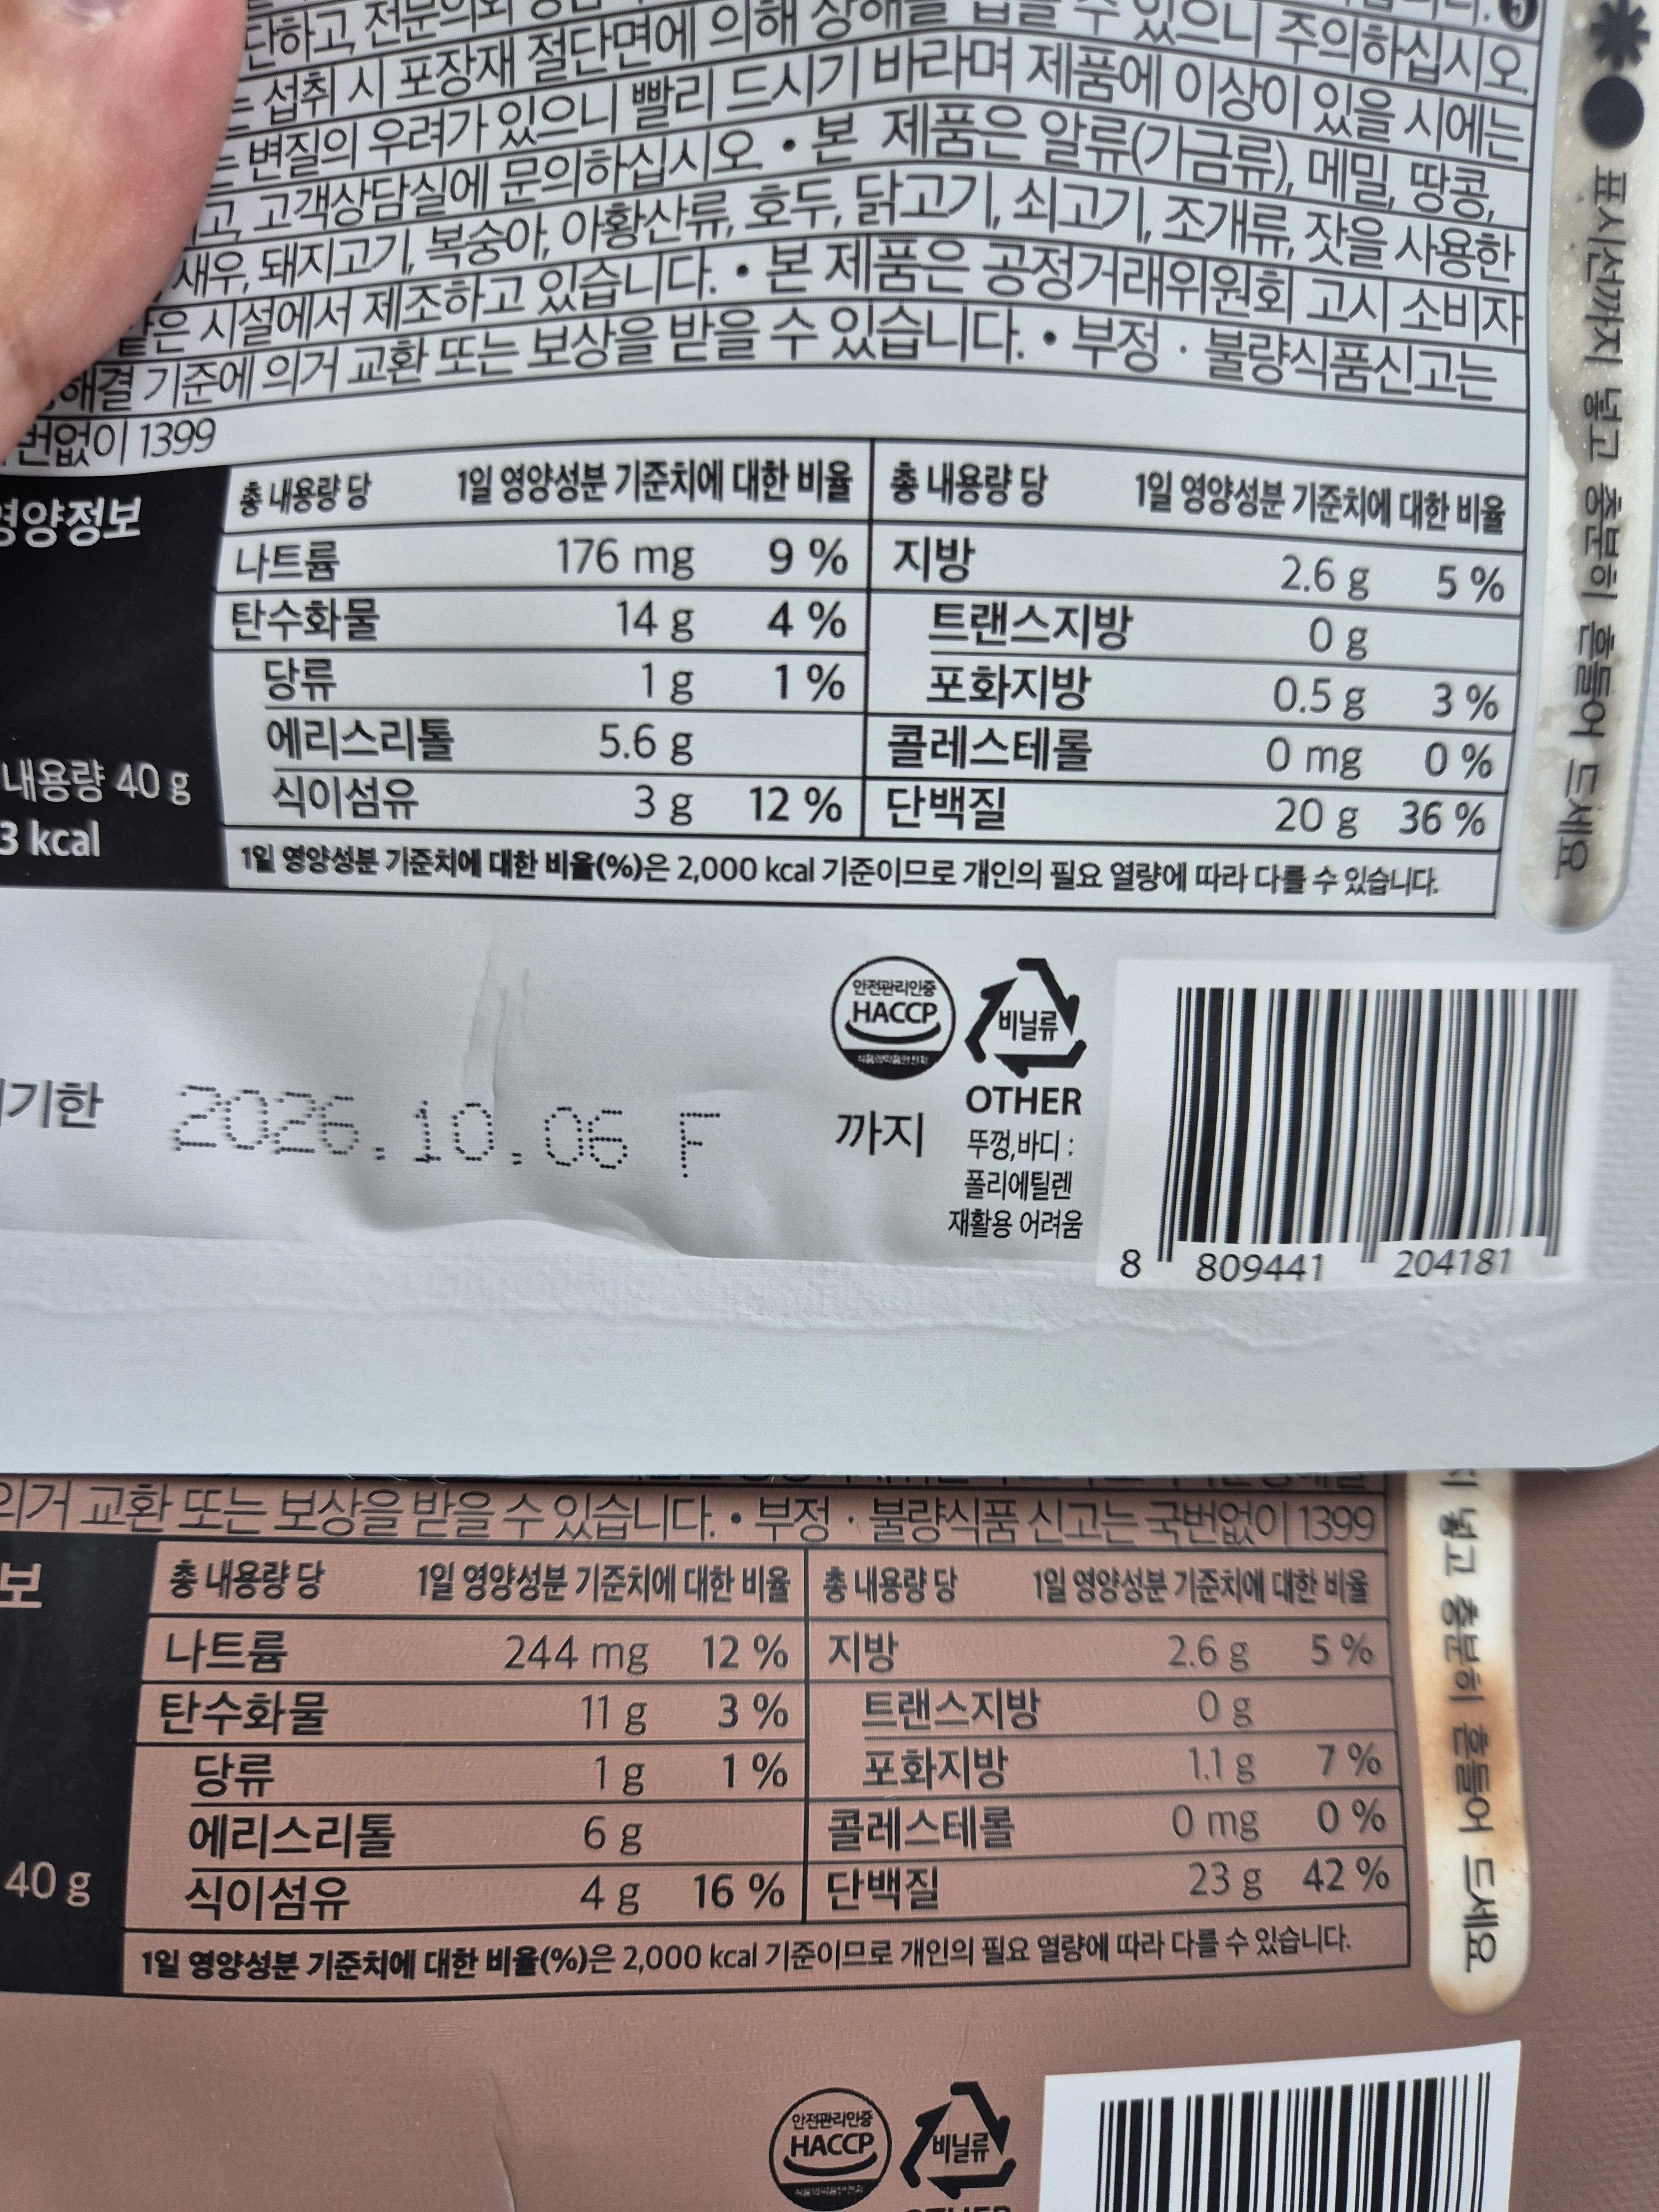 단하고, 전문의와
섭취 시 포장재 절단면에 의해 상해를 입을 수 있으니 주의하십시오.
는 변질의 우려가 있으니 빨리 드시기 바라며 제품에 이상이 있을 시에는
고, 고객상담실에 문의하십시오. • 본 제품은 알류(가금류), 메밀, 땅콩,
새우, 돼지고기, 복숭아, 아황산류, 호두, 닭고기, 쇠고기, 조개류, 잣을 사용한
같은 시설에서 제조하고 있습니다. • 본 제품은 공정거래위원회 고시 소비자
해결 기준에 의거 교환 또는 보상을 받을 수 있습니다. • 부정 · 불량식품신고는
번없이 1399
영양정보
내용량 40 g
3 kcal
총 내용량 당 1일 영양성분 기준치에 대한 비율 총 내용량 당 1일 영양성분 기준치에 대한 비율
나트륨 176 mg 9 % 지방 2.6 g 5 %
탄수화물 14 g 4 % 트랜스지방 0 g
당류 1 g 1 % 포화지방 0.5 g 3 %
에리스리톨 5.6 g 콜레스테롤 0 mg 0 %
식이섬유 3 g 12 % 단백질 20 g 36 %
1일 영양성분 기준치에 대한 비율(%)은 2,000 kcal 기준이므로 개인의 필요 열량에 따라 다를 수 있습니다.
표시선까지 넣고 충분히 흔들어 드세요
기한 2026.10.06 F 까지
안전관리인증
HACCP
식품의약품안전처
비닐류
OTHER
뚜껑,바디 :
폴리에틸렌
재활용 어려움
8 809441 204181
의거 교환 또는 보상을 받을 수 있습니다. • 부정 · 불량식품 신고는 국번없이 1399
보
40 g
총 내용량 당 1일 영양성분 기준치에 대한 비율 총 내용량 당 1일 영양성분 기준치에 대한 비율
나트륨 244 mg 12 % 지방 2.6 g 5 %
탄수화물 11 g 3 % 트랜스지방 0 g
당류 1 g 1 % 포화지방 1.1 g 7 %
에리스리톨 6 g 콜레스테롤 0 mg 0 %
식이섬유 4 g 16 % 단백질 23 g 42 %
1일 영양성분 기준치에 대한 비율(%)은 2,000 kcal 기준이므로 개인의 필요 열량에 따라 다를 수 있습니다.
넣고 충분히 흔들어 드세요
안전관리인증
HACCP
식품의약품안전처
비닐류